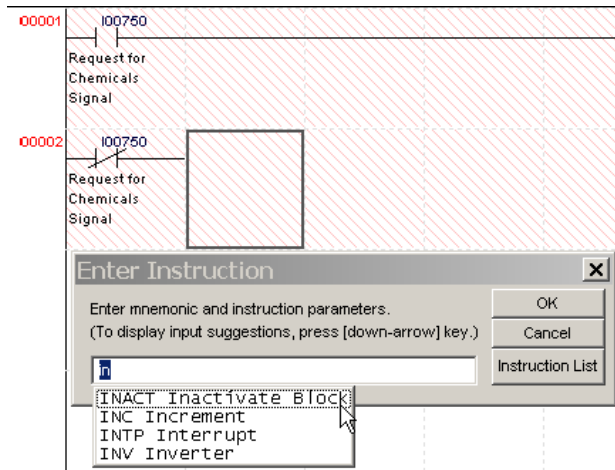 00001 I00750
Request for
Chemicals
Signal
00002 I00750
Request for
Chemicals
Signal
Enter Instruction
Enter mnemonic and instruction parameters.
(To display input suggestions, press [down-arrow] key.)
OK
Cancel
Instruction List
in
INACT Inactivate Block
INC Increment
INTP Interrupt
INV Inverter